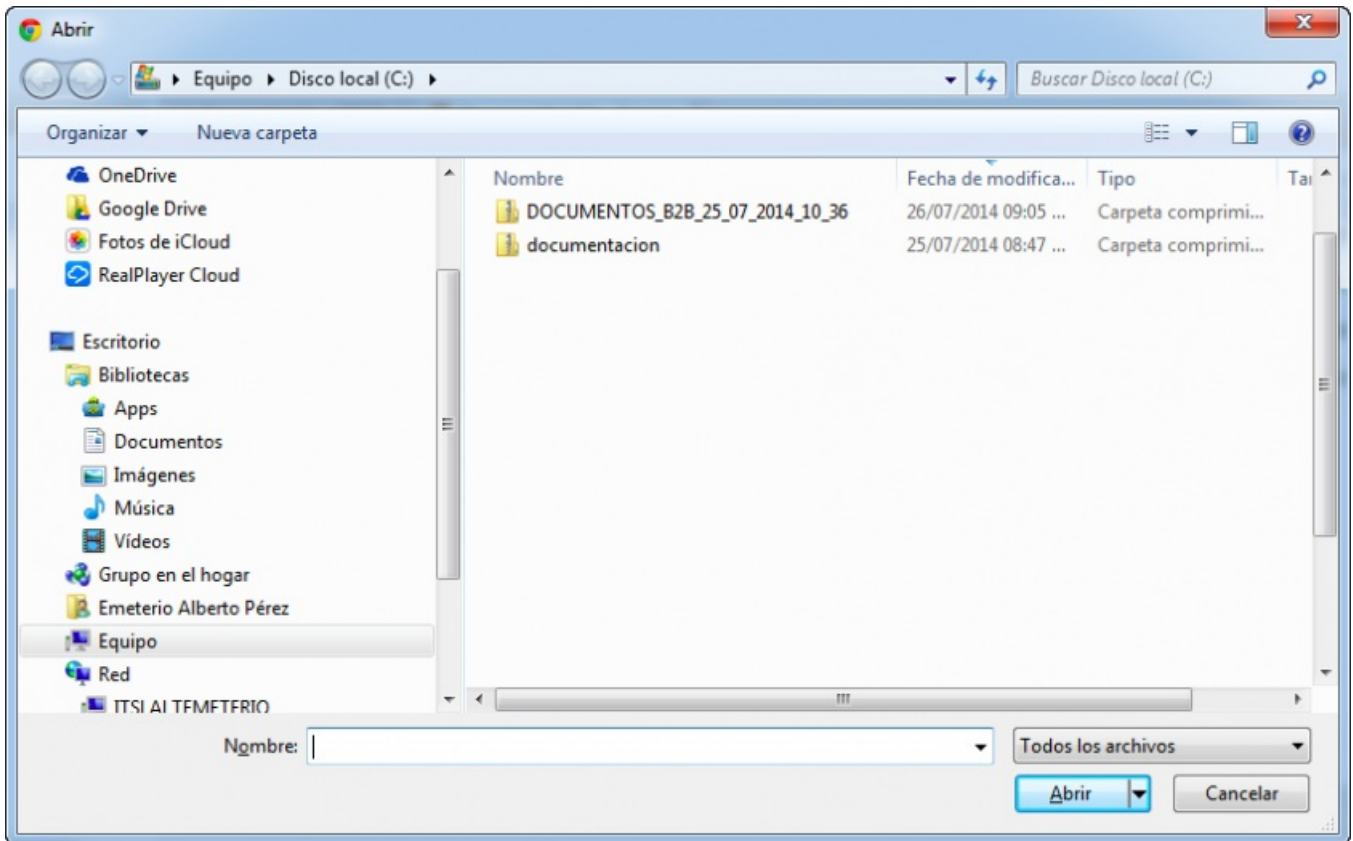 Abrir
Equipo Disco local (C:)
Buscar Disco local (C:)
Organizar
Nueva carpeta
OneDrive
Google Drive
Fotos de iCloud
RealPlayer Cloud
Escritorio
Bibliotecas
Apps
Documentos
Imágenes
Música
Vídeos
Grupo en el hogar
Emeterio Alberto Pérez
Equipo
Red
ITSLALTEMETERIO
Nombre Fecha de modifica... Tipo Tai
DOCUMENTOS_B2B_25_07_2014_10_36 26/07/2014 09:05 ... Carpeta comprimi...
documentacion 25/07/2014 08:47 ... Carpeta comprimi...
Nombre:
Todos los archivos
Abrir
Cancelar